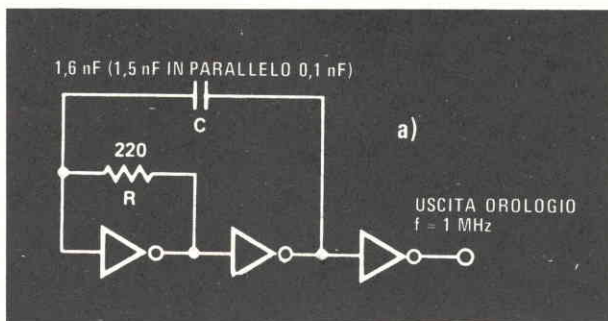 1,6 nF (1,5 nF IN PARALLELO 0,1 nF)
C
a)
220
R
USCITA OROLOGIO
f = 1 MHz